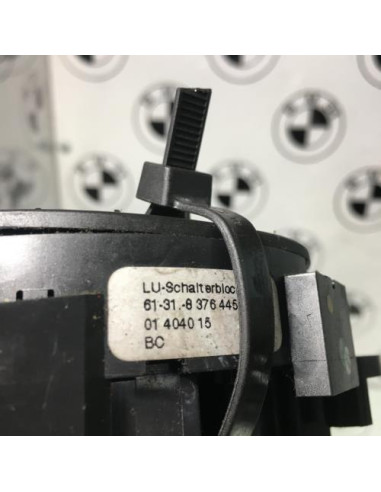 LU-Schalterbloc
61-31.-8 376 445
01 4040 15
BC